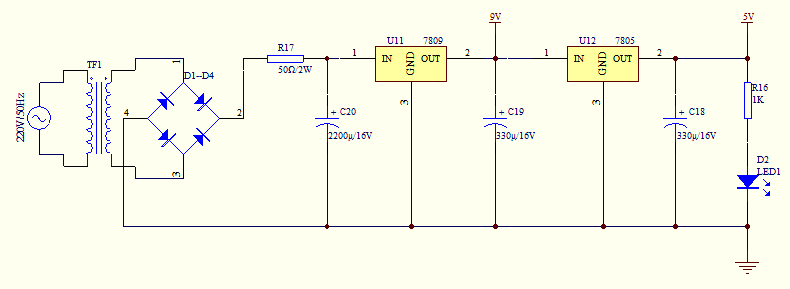 9V
5V
R17
U11 7809
U12 7805
TF1
1
D1--D4
50Ω/2W
1
IN
GND
OUT
2
1
IN
GND
OUT
2
220V/50Hz
4
2
3
3
3
+ C20
2200μ/16V
+ C19
330μ/16V
+ C18
330μ/16V
R16
1K
D2
LED1